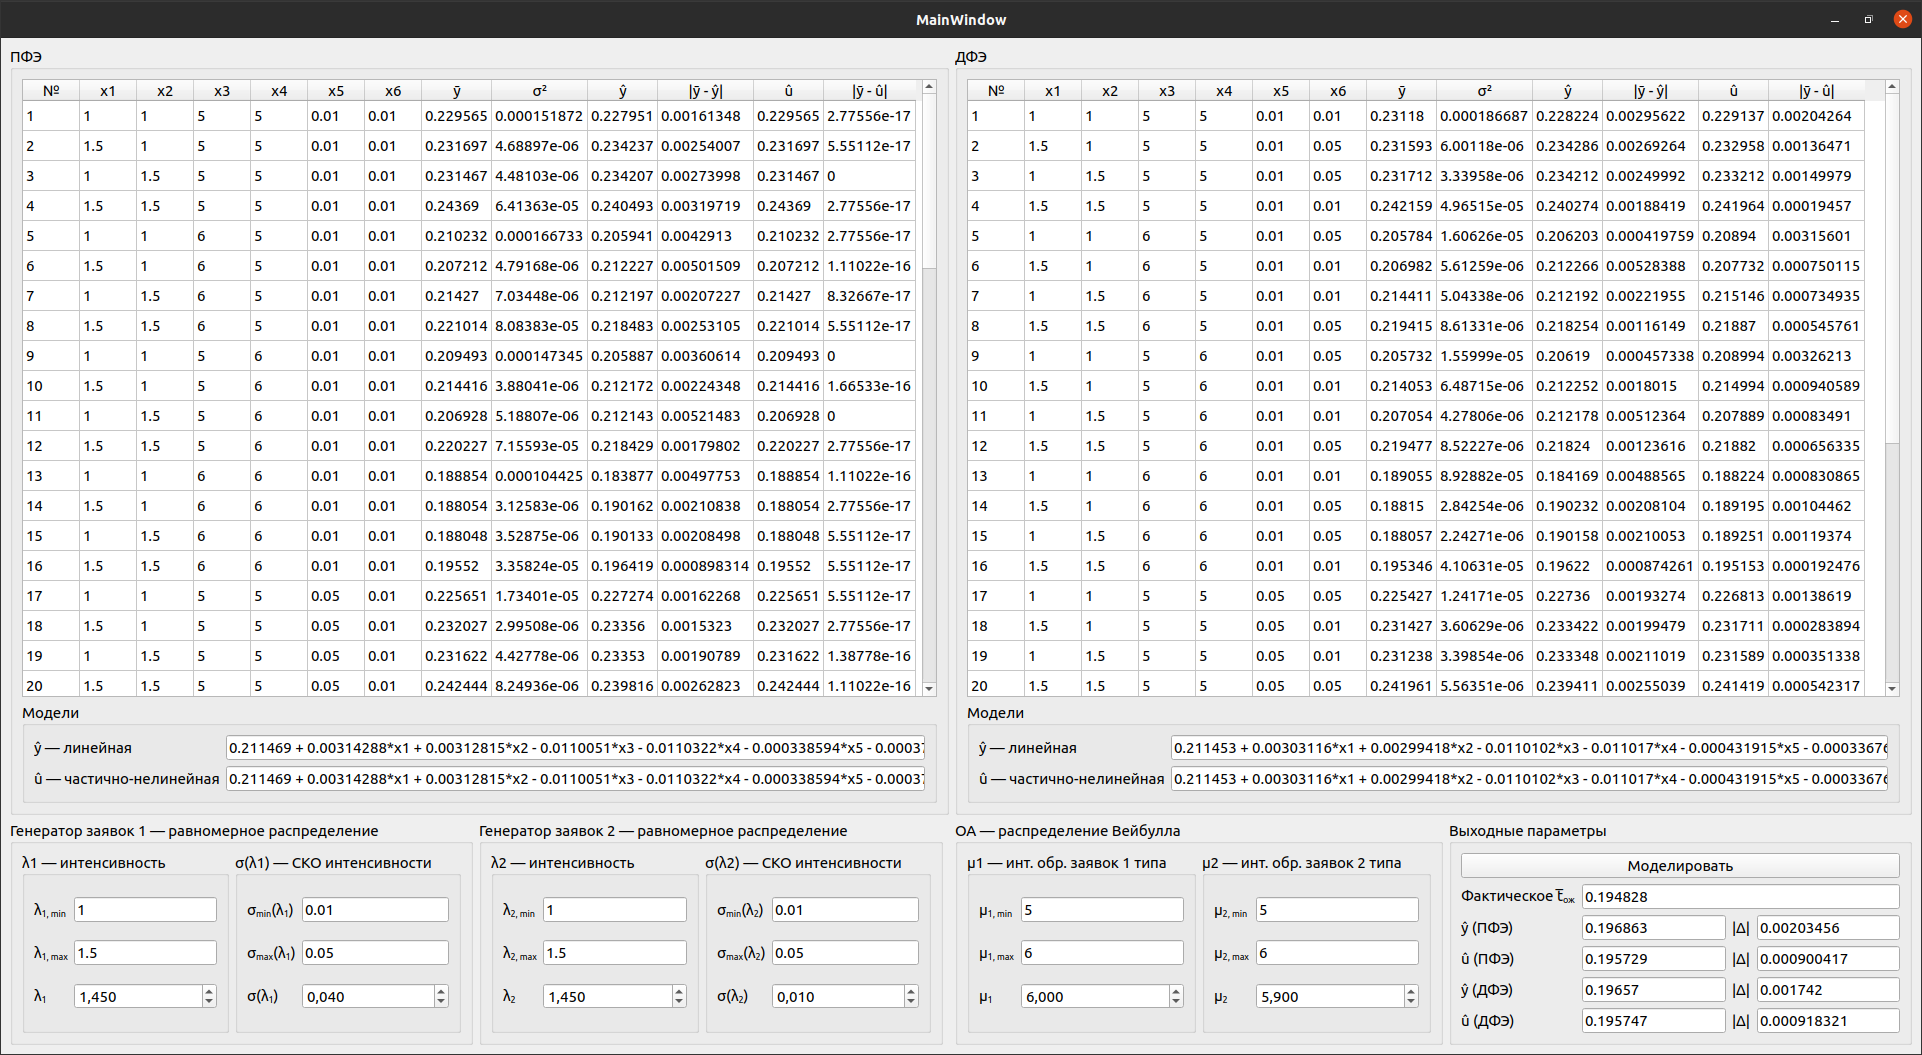 MainWindow
ПФЭ
№ x1 x2 x3 x4 x5 x6 ȳ σ² ŷ |ȳ - ŷ| û |ȳ - û|
1 1 1 5 5 0.01 0.01 0.229565 0.000151872 0.227951 0.00161348 0.229565 2.77556e-17
2 1.5 1 5 5 0.01 0.01 0.231697 4.68897e-06 0.234237 0.00254007 0.231697 5.55112e-17
3 1 1.5 5 5 0.01 0.01 0.231467 4.48103e-06 0.234207 0.00273998 0.231467 0
4 1.5 1.5 5 5 0.01 0.01 0.24369 6.41363e-05 0.240493 0.00319719 0.24369 2.77556e-17
5 1 1 6 5 0.01 0.01 0.210232 0.000166733 0.205941 0.0042913 0.210232 2.77556e-17
6 1.5 1 6 5 0.01 0.01 0.207212 4.79168e-06 0.212227 0.00501509 0.207212 1.11022e-16
7 1 1.5 6 5 0.01 0.01 0.21427 7.03448e-06 0.212197 0.00207227 0.21427 8.32667e-17
8 1.5 1.5 6 5 0.01 0.01 0.221014 8.08383e-05 0.218483 0.00253105 0.221014 5.55112e-17
9 1 1 5 6 0.01 0.01 0.209493 0.000147345 0.205887 0.00360614 0.209493 0
10 1.5 1 5 6 0.01 0.01 0.214416 3.88041e-06 0.212172 0.00224348 0.214416 1.66533e-16
11 1 1.5 5 6 0.01 0.01 0.206928 5.18807e-06 0.212143 0.00521483 0.206928 0
12 1.5 1.5 5 6 0.01 0.01 0.220227 7.15593e-05 0.218429 0.00179802 0.220227 2.77556e-17
13 1 1 6 6 0.01 0.01 0.188854 0.000104425 0.183877 0.00497753 0.188854 1.11022e-16
14 1.5 1 6 6 0.01 0.01 0.188054 3.12583e-06 0.190162 0.00210838 0.188054 2.77556e-17
15 1 1.5 6 6 0.01 0.01 0.188048 3.52875e-06 0.190133 0.00208498 0.188048 5.55112e-17
16 1.5 1.5 6 6 0.01 0.01 0.19552 3.35824e-05 0.196419 0.000898314 0.19552 5.55112e-17
17 1 1 5 5 0.05 0.01 0.225651 1.73401e-05 0.227274 0.00162268 0.225651 5.55112e-17
18 1.5 1 5 5 0.05 0.01 0.232027 2.99508e-06 0.23356 0.0015323 0.232027 2.77556e-17
19 1 1.5 5 5 0.05 0.01 0.231622 4.42778e-06 0.23353 0.00190789 0.231622 1.38778e-16
20 1.5 1.5 5 5 0.05 0.01 0.242444 8.24936e-06 0.239816 0.00262823 0.242444 1.11022e-16
Модели
ŷ — линейная 0.211469 + 0.00314288*x1 + 0.00312815*x2 - 0.0110051*x3 - 0.0110322*x4 - 0.000338594*x5 - 0.0003
û — частично-нелинейная 0.211469 + 0.00314288*x1 + 0.00312815*x2 - 0.0110051*x3 - 0.0110322*x4 - 0.000338594*x5 - 0.0003
ДФЭ
№ x1 x2 x3 x4 x5 x6 ȳ σ² ŷ |ȳ - ŷ| û |ȳ - û|
1 1 1 5 5 0.01 0.01 0.23118 0.000186687 0.228224 0.00295622 0.229137 0.00204264
2 1.5 1 5 5 0.01 0.05 0.231593 6.00118e-06 0.234286 0.00269264 0.232958 0.00136471
3 1 1.5 5 5 0.01 0.05 0.231712 3.33958e-06 0.234212 0.00249992 0.233212 0.00149979
4 1.5 1.5 5 5 0.01 0.01 0.242159 4.96515e-05 0.240274 0.00188419 0.241964 0.00019457
5 1 1 6 5 0.01 0.05 0.205784 1.60626e-05 0.206203 0.000419759 0.20894 0.00315601
6 1.5 1 6 5 0.01 0.01 0.206982 5.61259e-06 0.212266 0.00528388 0.207732 0.000750115
7 1 1.5 6 5 0.01 0.01 0.214411 5.04338e-06 0.212192 0.00221955 0.215146 0.000734935
8 1.5 1.5 6 5 0.01 0.05 0.219415 8.61331e-06 0.218254 0.00116149 0.21887 0.000545761
9 1 1 5 6 0.01 0.05 0.205732 1.55999e-05 0.20619 0.000457338 0.208994 0.00326213
10 1.5 1 5 6 0.01 0.01 0.214053 6.48715e-06 0.212252 0.0018015 0.214994 0.000940589
11 1 1.5 5 6 0.01 0.01 0.207054 4.27806e-06 0.212178 0.00512364 0.207889 0.00083491
12 1.5 1.5 5 6 0.01 0.05 0.219477 8.52227e-06 0.21824 0.00123616 0.21882 0.000656335
13 1 1 6 6 0.01 0.01 0.189055 8.92882e-05 0.184169 0.00488565 0.188224 0.000830865
14 1.5 1 6 6 0.01 0.05 0.18815 2.84254e-06 0.190232 0.00208104 0.189195 0.00104462
15 1 1.5 6 6 0.01 0.05 0.188057 2.24271e-06 0.190158 0.00210053 0.189251 0.00119374
16 1.5 1.5 6 6 0.01 0.01 0.195346 4.10631e-05 0.19622 0.000874261 0.195153 0.000192476
17 1 1 5 5 0.05 0.05 0.225427 1.24171e-05 0.22736 0.00193274 0.226813 0.00138619
18 1.5 1 5 5 0.05 0.01 0.231427 3.60629e-06 0.233422 0.00199479 0.231711 0.000283894
19 1 1.5 5 5 0.05 0.01 0.231238 3.39854e-06 0.233348 0.00211019 0.231589 0.000351338
20 1.5 1.5 5 5 0.05 0.05 0.241961 5.56351e-06 0.239411 0.00255039 0.241419 0.000542317
Модели
ŷ — линейная 0.211453 + 0.00303116*x1 + 0.00299418*x2 - 0.0110102*x3 - 0.011017*x4 - 0.000431915*x5 - 0.00033676
û — частично-нелинейная 0.211453 + 0.00303116*x1 + 0.00299418*x2 - 0.0110102*x3 - 0.011017*x4 - 0.000431915*x5 - 0.00033676
Генератор заявок 1 — равномерное распределение
λ1 — интенсивность
λ1, min 1
λ1, max 1.5
λ1 1,450
σ(λ1) — СКО интенсивности
σmin(λ1) 0.01
σmax(λ1) 0.05
σ(λ1) 0,040
Генератор заявок 2 — равномерное распределение
λ2 — интенсивность
λ2, min 1
λ2, max 1.5
λ2 1,450
σ(λ2) — СКО интенсивности
σmin(λ2) 0.01
σmax(λ2) 0.05
σ(λ2) 0,010
ОА — распределение Вейбулла
μ1 — инт. обр. заявок 1 типа
μ1, min 5
μ1, max 6
μ1 6,000
μ2 — инт. обр. заявок 2 типа
μ2, min 5
μ2, max 6
μ2 5,900
Выходные параметры
Моделировать
Фактическое t̄ож 0.194828
ŷ (ПФЭ) 0.196863 |Δ| 0.00203456
û (ПФЭ) 0.195729 |Δ| 0.000900417
ŷ (ДФЭ) 0.19657 |Δ| 0.001742
û (ДФЭ) 0.195747 |Δ| 0.000918321